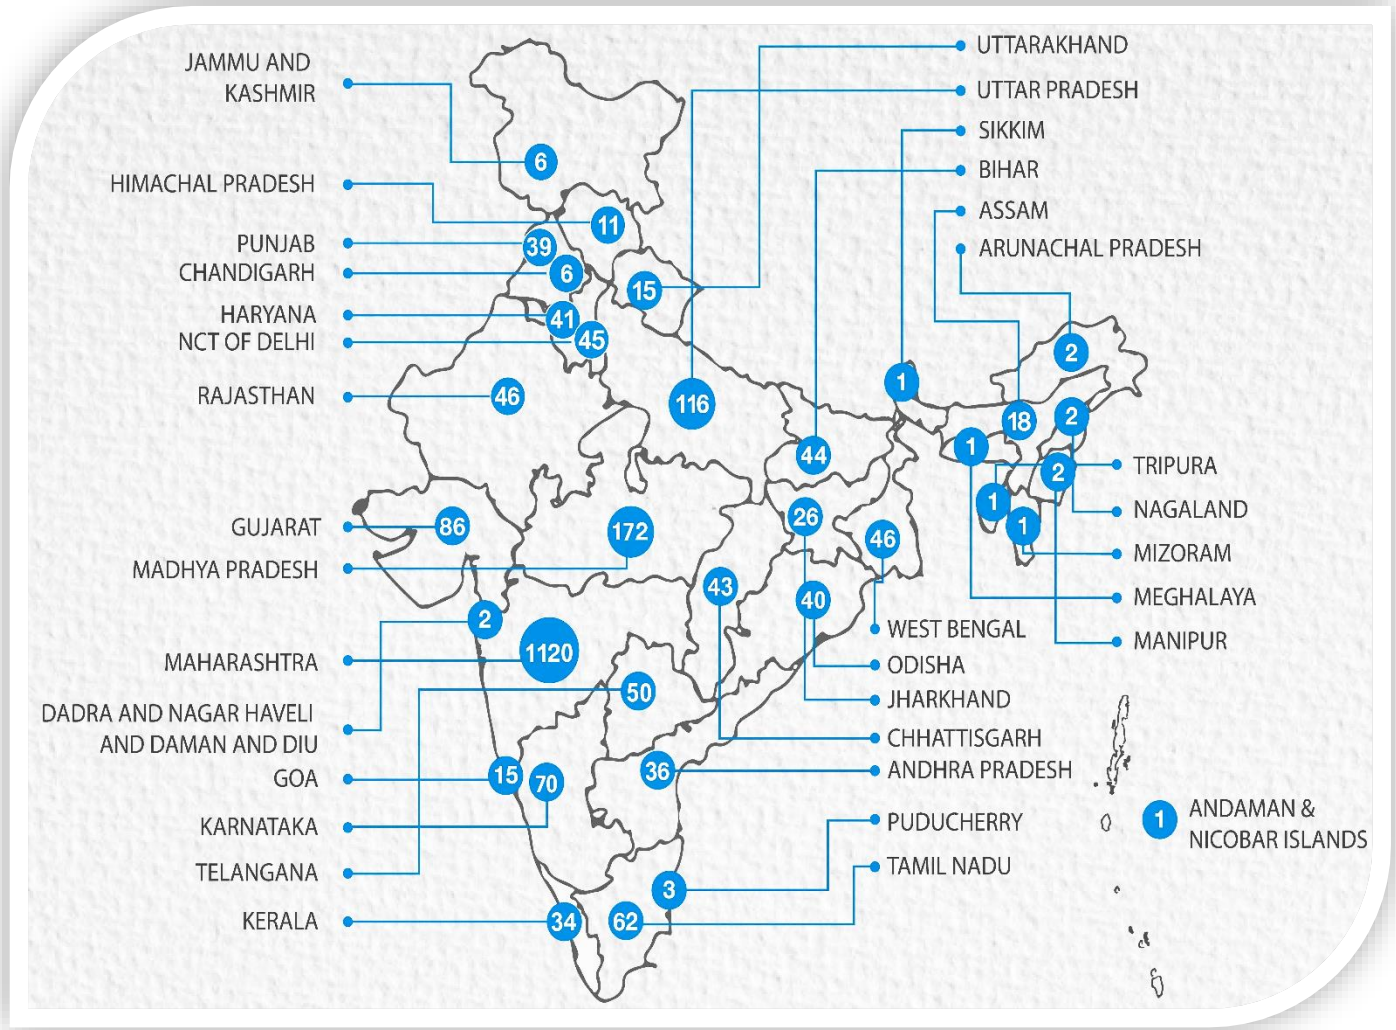 JAMMU AND
KASHMIR
6
HIMACHAL PRADESH
11
PUNJAB
39
CHANDIGARH
6
HARYANA
41
NCT OF DELHI
45
RAJASTHAN
46
GUJARAT
86
MADHYA PRADESH
172
2
MAHARASHTRA
1120
DADRA AND NAGAR HAVELI
AND DAMAN AND DIU
GOA
15
KARNATAKA
70
TELANGANA
50
KERALA
34
UTTARAKHAND
15
UTTAR PRADESH
116
SIKKIM
1
BIHAR
44
ASSAM
18
ARUNACHAL PRADESH
2
TRIPURA
1
NAGALAND
2
MIZORAM
1
MEGHALAYA
1
MANIPUR
2
WEST BENGAL
46
ODISHA
40
JHARKHAND
26
CHHATTISGARH
43
ANDHRA PRADESH
36
PUDUCHERRY
3
TAMIL NADU
62
1
ANDAMAN &
NICOBAR ISLANDS